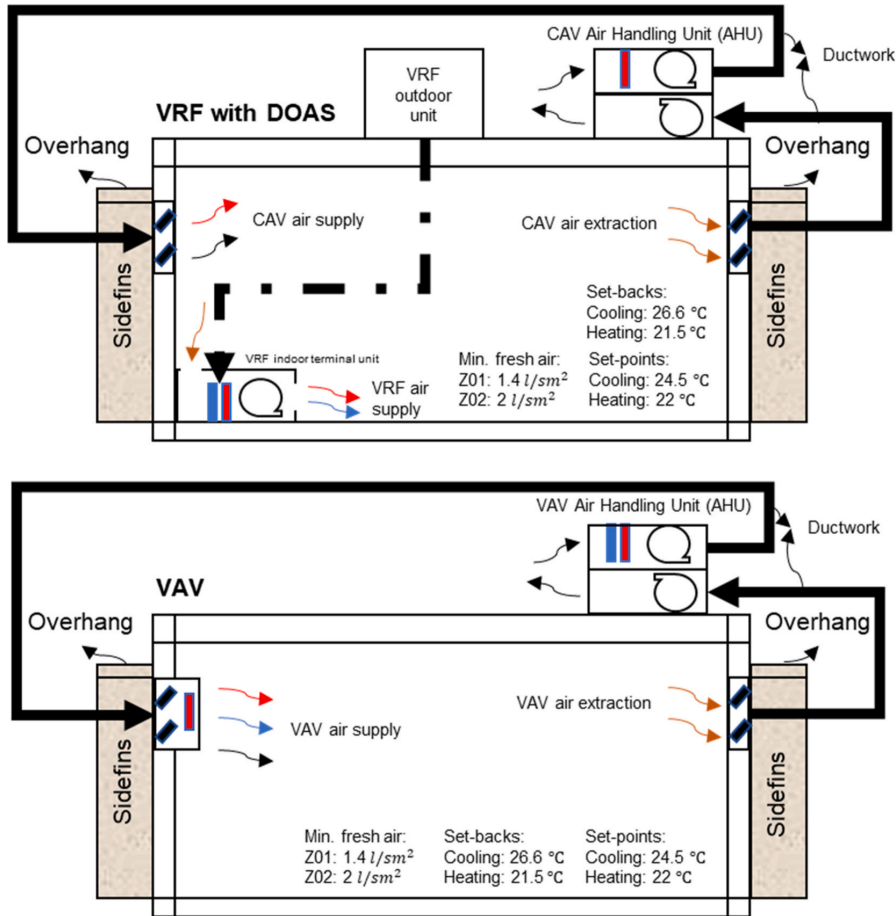 CAV Air Handling Unit (AHU)
Ductwork
VRF
outdoor
unit
VRF with DOAS
Overhang
Overhang
CAV air supply
CAV air extraction
Sidefins
Sidefins
Set-backs:
Cooling: 26.6 ℃
Heating: 21.5 ℃
VRF indoor terminal unit
Min. fresh air:
Z01: 1.4 l/sm²
Z02: 2 l/sm²
Set-points:
Cooling: 24.5 ℃
Heating: 22 ℃
VRF air
supply
VAV Air Handling Unit (AHU)
Ductwork
VAV
Overhang
Overhang
VAV air supply
VAV air extraction
Sidefins
Sidefins
Min. fresh air:
Z01: 1.4 l/sm²
Z02: 2 l/sm²
Set-backs:
Cooling: 26.6 ℃
Heating: 21.5 ℃
Set-points:
Cooling: 24.5 ℃
Heating: 22 ℃